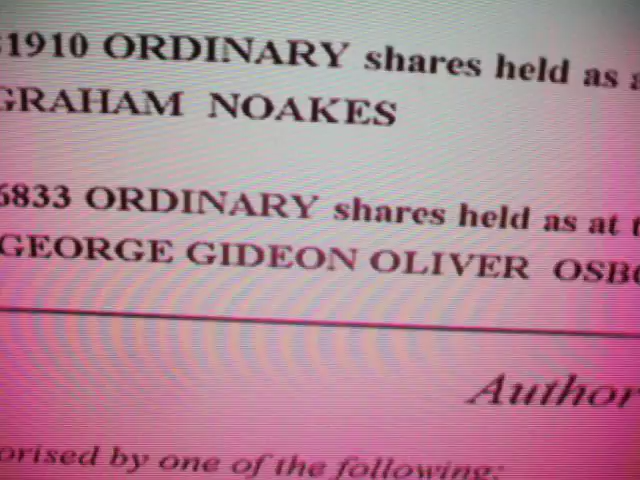 1910 ORDINARY shares held as a
GRAHAM NOAKES
6833 ORDINARY shares held as at t
GEORGE GIDEON OLIVER OSBO
Author
orised by one of the following: